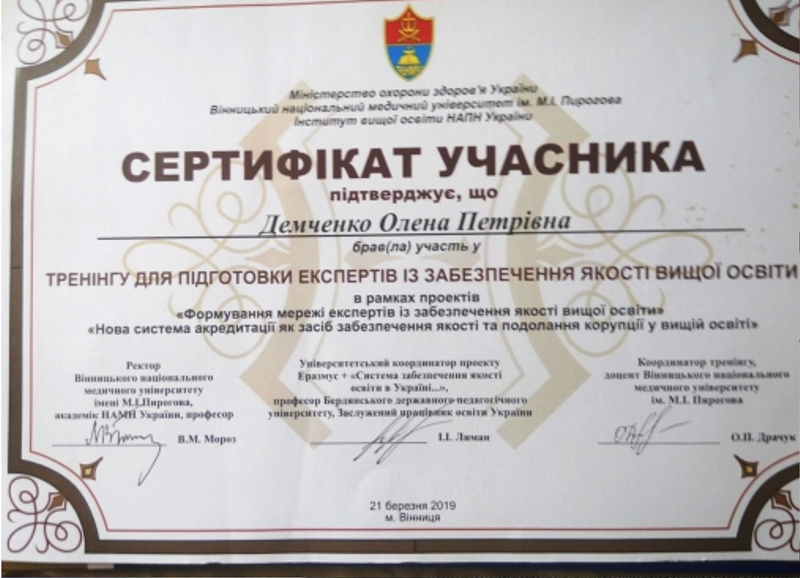 Міністерство охорони здоров'я України
Вінницький національний медичний університет ім. М.І. Пирогова
Інститут вищої освіти НАПН України
СЕРТИФІКАТ УЧАСНИКА
підтверджує, що
Демченко Олена Петрівна
брав(ла) участь у
ТРЕНІНГУ ДЛЯ ПІДГОТОВКИ ЕКСПЕРТІВ ІЗ ЗАБЕЗПЕЧЕННЯ ЯКОСТІ ВИЩОЇ ОСВІТИ
в рамках проектів
«Формування мережі експертів із забезпечення якості вищої освіти»
«Нова система акредитації як засіб забезпечення якості та подолання корупції у вищій освіті»
Ректор
Вінницького національного
медичного університету
імені М.І.Пирогова,
академік НАМН України, професор
В.М. Мороз
Університетський координатор проекту
Еразмус + «Система забезпечення якості
освіти в Україні...»,
професор Бердянського державного педагогічного
університету, Заслужений працівник освіти України
І.І. Лиман
Координатор тренінгу,
доцент Вінницького національного
медичного університету
ім. М.І. Пирогова
О.П. Драчук
21 березня 2019
м. Вінниця